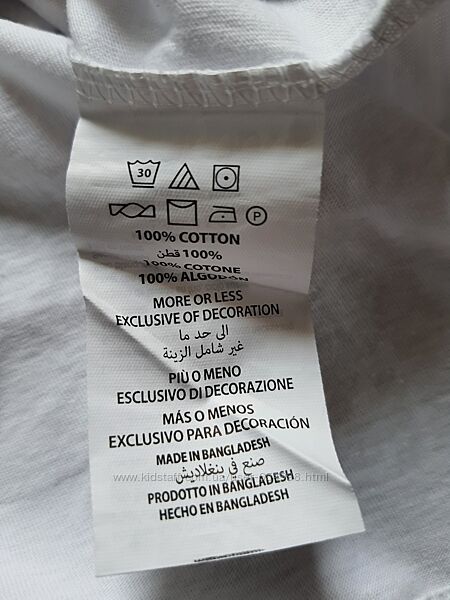 30
P
100% COTTON
100% قطن
100% COTONE
100% ALGODÓN
MORE OR LESS
EXCLUSIVE OF DECORATION
الى حد ما
غير شامل الزينة
PIÙ O MENO
ESCLUSIVO DI DECORAZIONE
MÁS O MENOS
EXCLUSIVO PARA DECORACIÓN
MADE IN BANGLADESH
صنع في بنغلاديش
PRODOTTO IN BANGLADESH
HECHO EN BANGLADESH